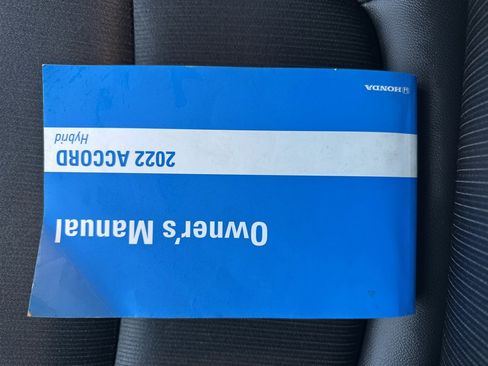 Owner's Manual
2022 ACCORD
Hybrid
HONDA